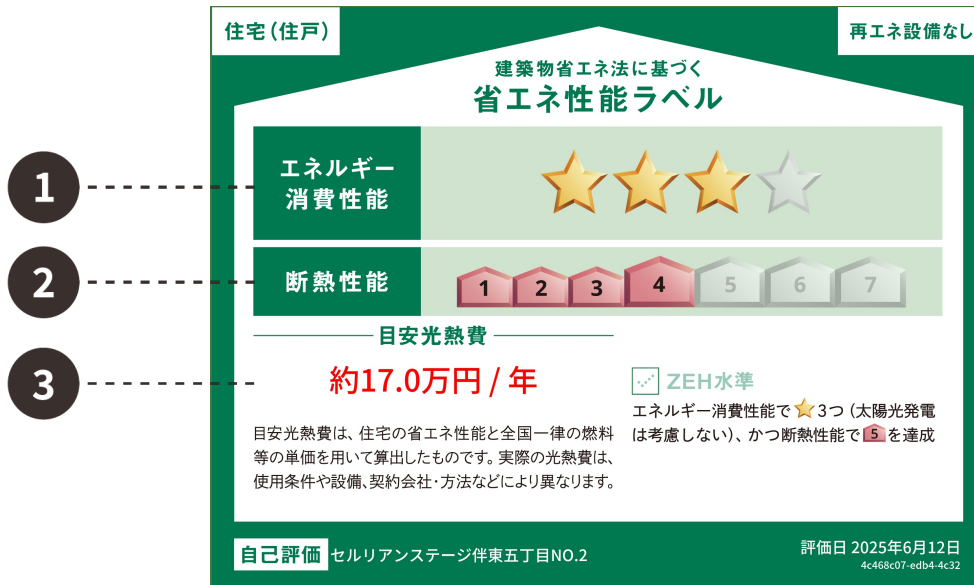 住宅(住戸)
再エネ設備なし
建築物省エネ法に基づく
省エネ性能ラベル
1
エネルギー
消費性能
2
断熱性能
1 2 3 4 5 6 7
目安光熱費
3
約17.0万円 / 年
目安光熱費は、住宅の省エネ性能と全国一律の燃料
等の単価を用いて算出したものです。実際の光熱費は、
使用条件や設備、契約会社・方法などにより異なります。
ZEH水準
エネルギー消費性能で3つ(太陽光発電
は考慮しない)、かつ断熱性能で5を達成
自己評価 セルリアンステージ伴東五丁目NO.2
評価日 2025年6月12日
4c468c07-edb4-4c32